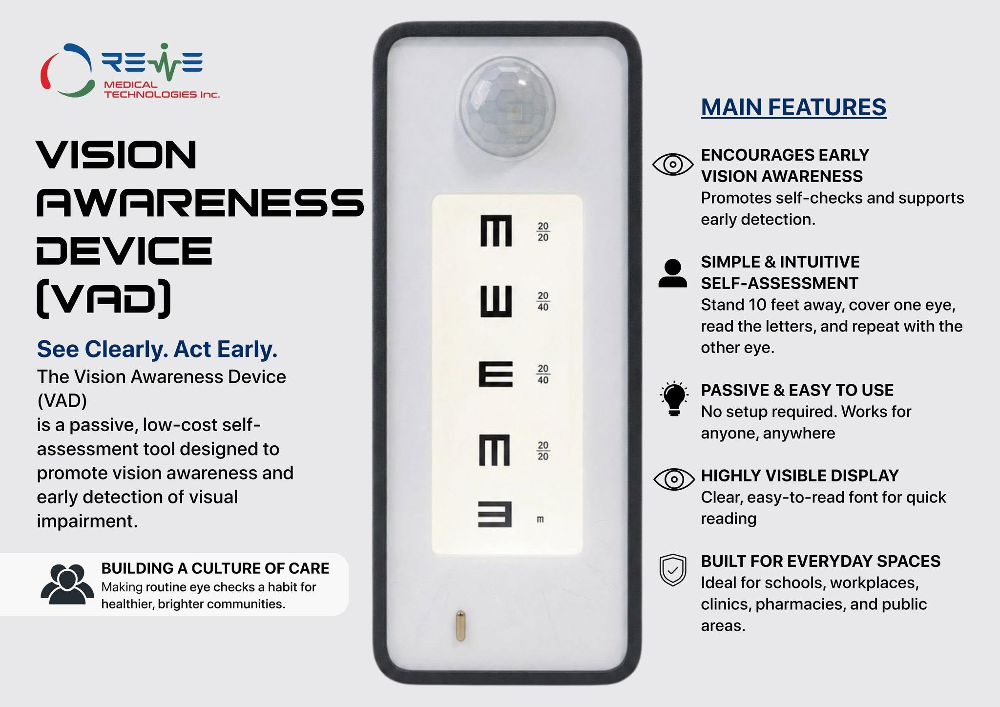 REVIVE
MEDICAL
TECHNOLOGIES Inc.
VISION
AWARENESS
DEVICE
(VAD)
See Clearly. Act Early.
The Vision Awareness Device
(VAD)
is a passive, low-cost self-
assessment tool designed to
promote vision awareness and
early detection of visual
impairment.
BUILDING A CULTURE OF CARE
Making routine eye checks a habit for
healthier, brighter communities.
E 20/20
E 20/40
E 20/40
E 20/20
E m
MAIN FEATURES
ENCOURAGES EARLY
VISION AWARENESS
Promotes self-checks and supports
early detection.
SIMPLE & INTUITIVE
SELF-ASSESSMENT
Stand 10 feet away, cover one eye,
read the letters, and repeat with the
other eye.
PASSIVE & EASY TO USE
No setup required. Works for
anyone, anywhere
HIGHLY VISIBLE DISPLAY
Clear, easy-to-read font for quick
reading
BUILT FOR EVERYDAY SPACES
Ideal for schools, workplaces,
clinics, pharmacies, and public
areas.